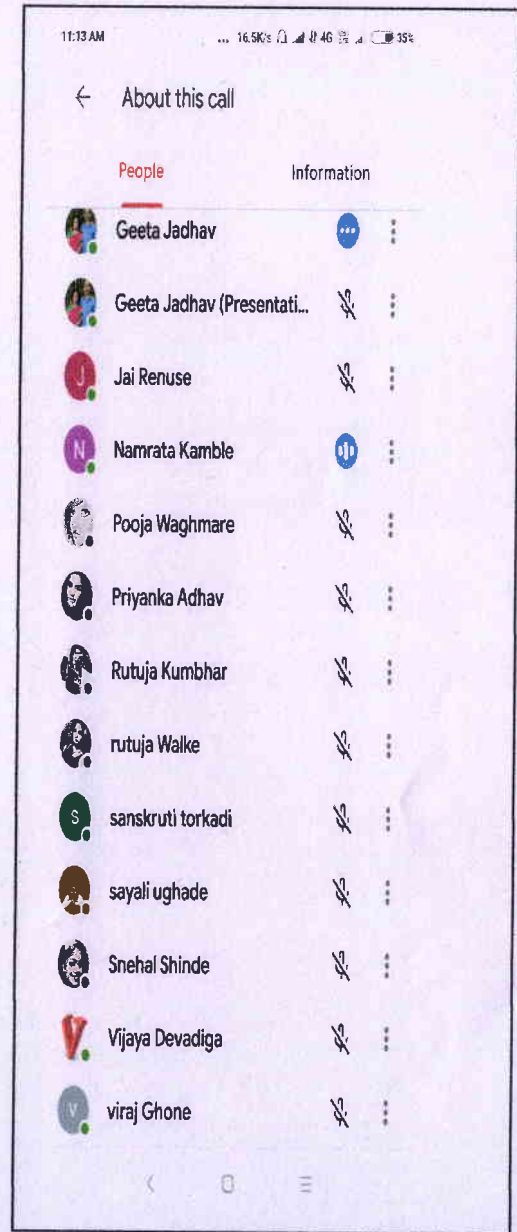 11:13 AM ... 16.5K/s 4G 35%
About this call
People Information
Geeta Jadhav
Geeta Jadhav (Presentati...
J Jai Renuse
N Namrata Kamble
Pooja Waghmare
Priyanka Adhav
Rutuja Kumbhar
rutuja Walke
S sanskruti torkadi
sayali ughade
Snehal Shinde
V Vijaya Devadiga
V viraj Ghone